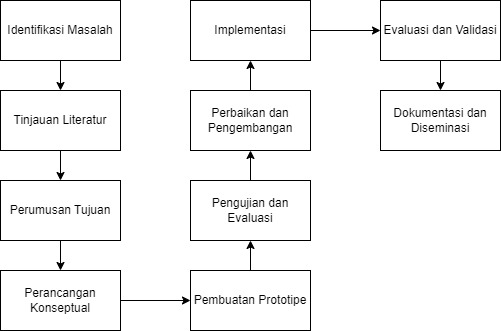 Identifikasi Masalah
Tinjauan Literatur
Perumusan Tujuan
Perancangan
Konseptual
Pembuatan Prototipe
Pengujian dan
Evaluasi
Perbaikan dan
Pengembangan
Implementasi
Evaluasi dan Validasi
Dokumentasi dan
Diseminasi